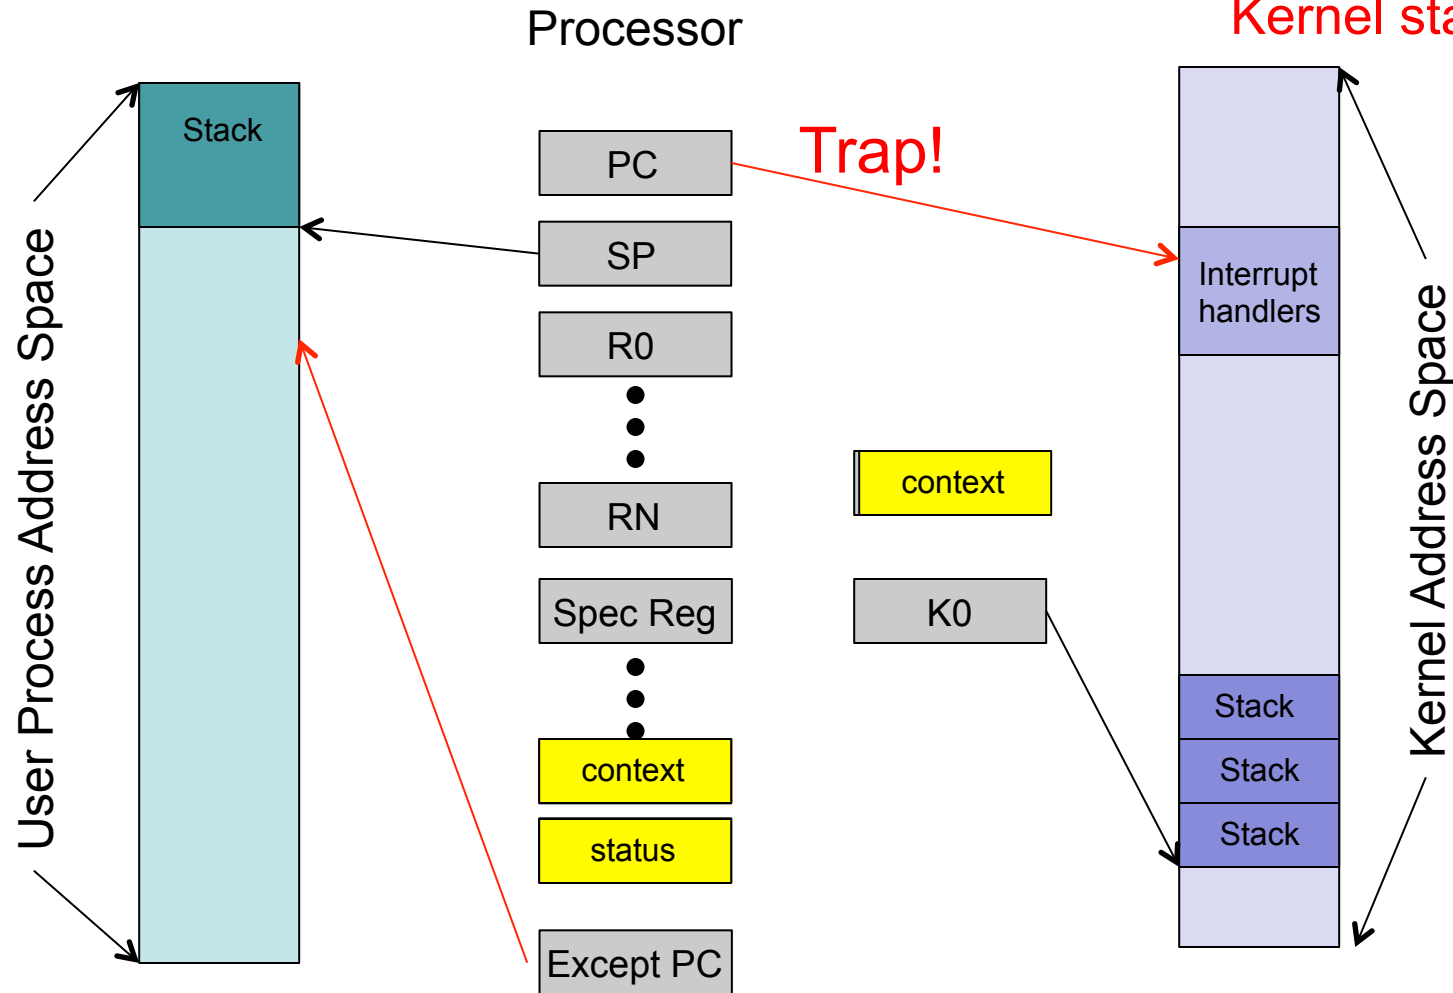 Processor
Kernel sta
Stack
PC
Trap!
SP
Interrupt
handlers
R0
User Process Address Space
Kernel Address Space
context
RN
Spec Reg
K0
Stack
context
Stack
status
Stack
Except PC